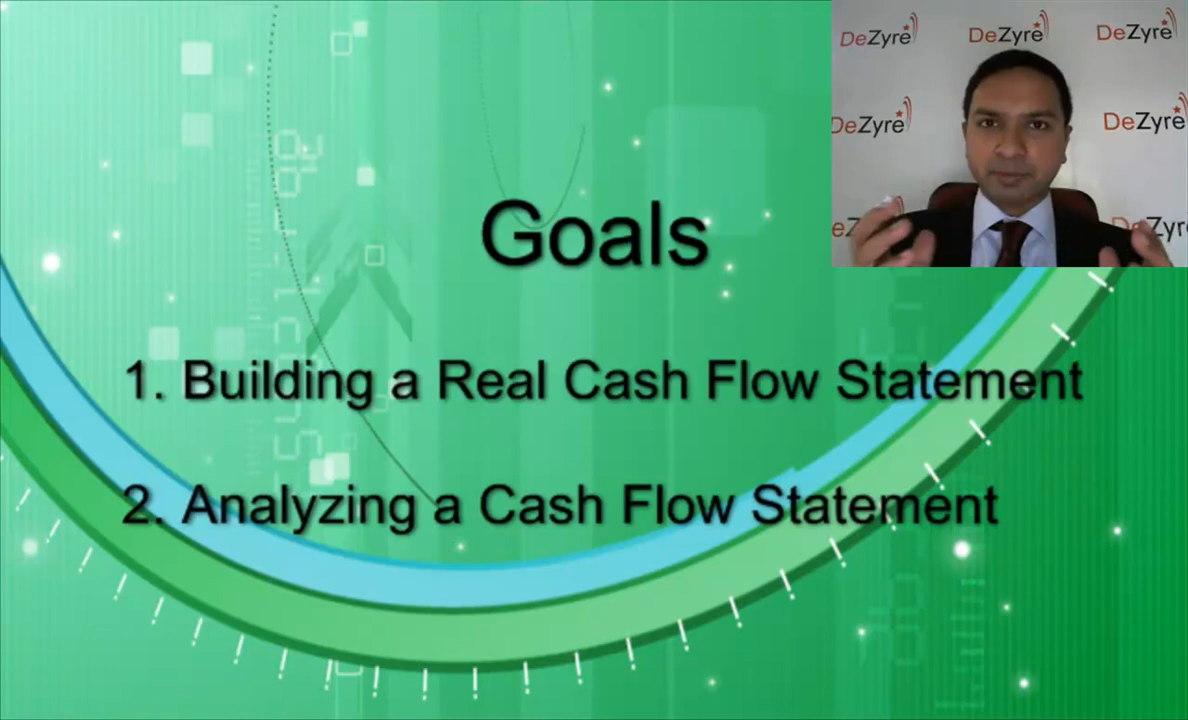 DeZyre DeZyre DeZyre
DeZyre DeZyre
Goals
1. Building a Real Cash Flow Statement
2. Analyzing a Cash Flow Statement